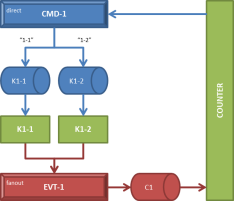 direct
CMD-1
"1-1"
"1-2"
K1-1
K1-2
K1-1
K1-2
fanout
EVT-1
C1
COUNTER